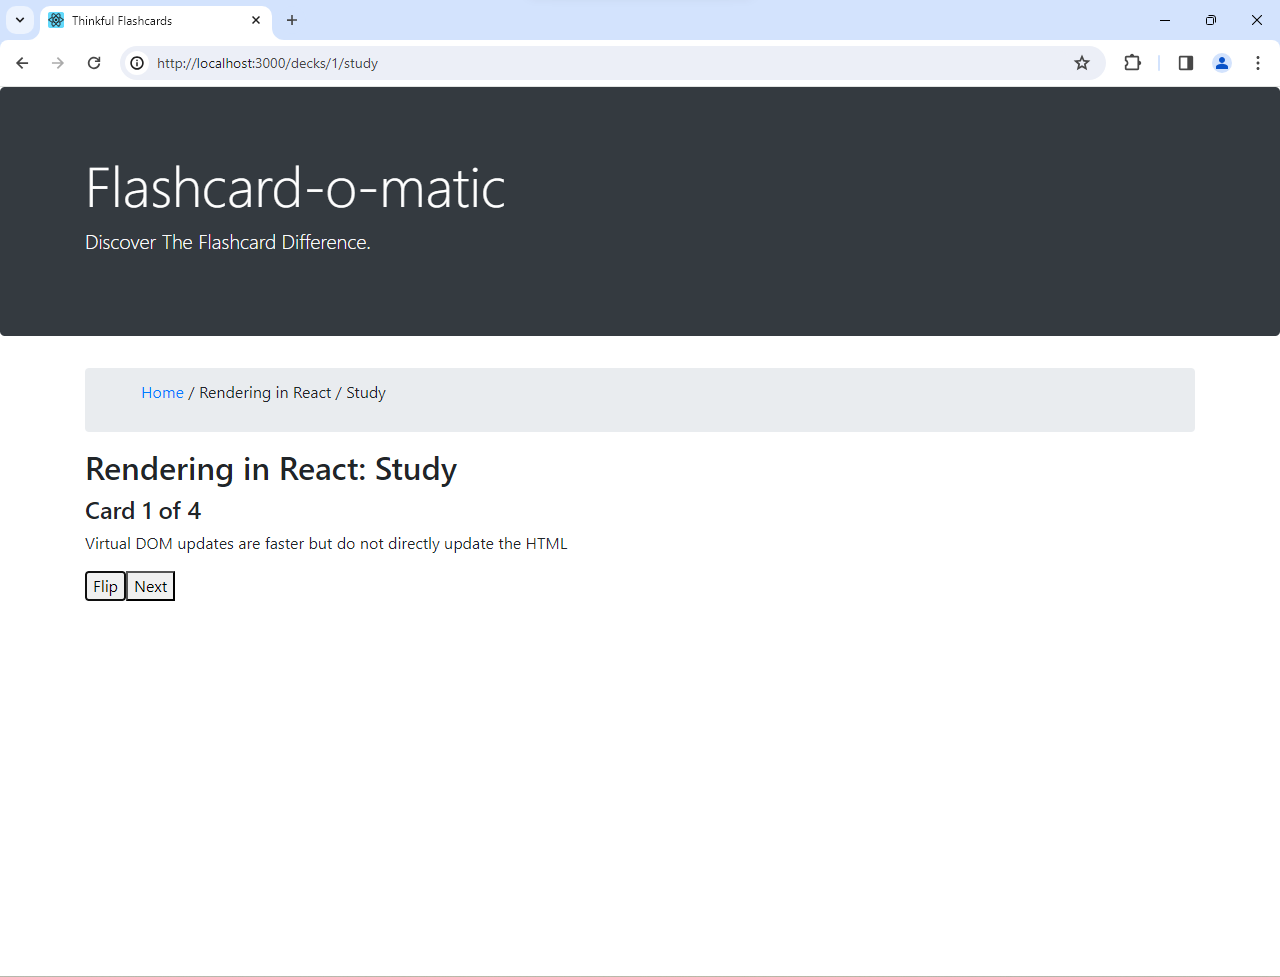 Thinkful Flashcards
http://localhost:3000/decks/1/study
Flashcard-o-matic
Discover The Flashcard Difference.
Home / Rendering in React / Study
Rendering in React: Study
Card 1 of 4
Virtual DOM updates are faster but do not directly update the HTML
Flip Next